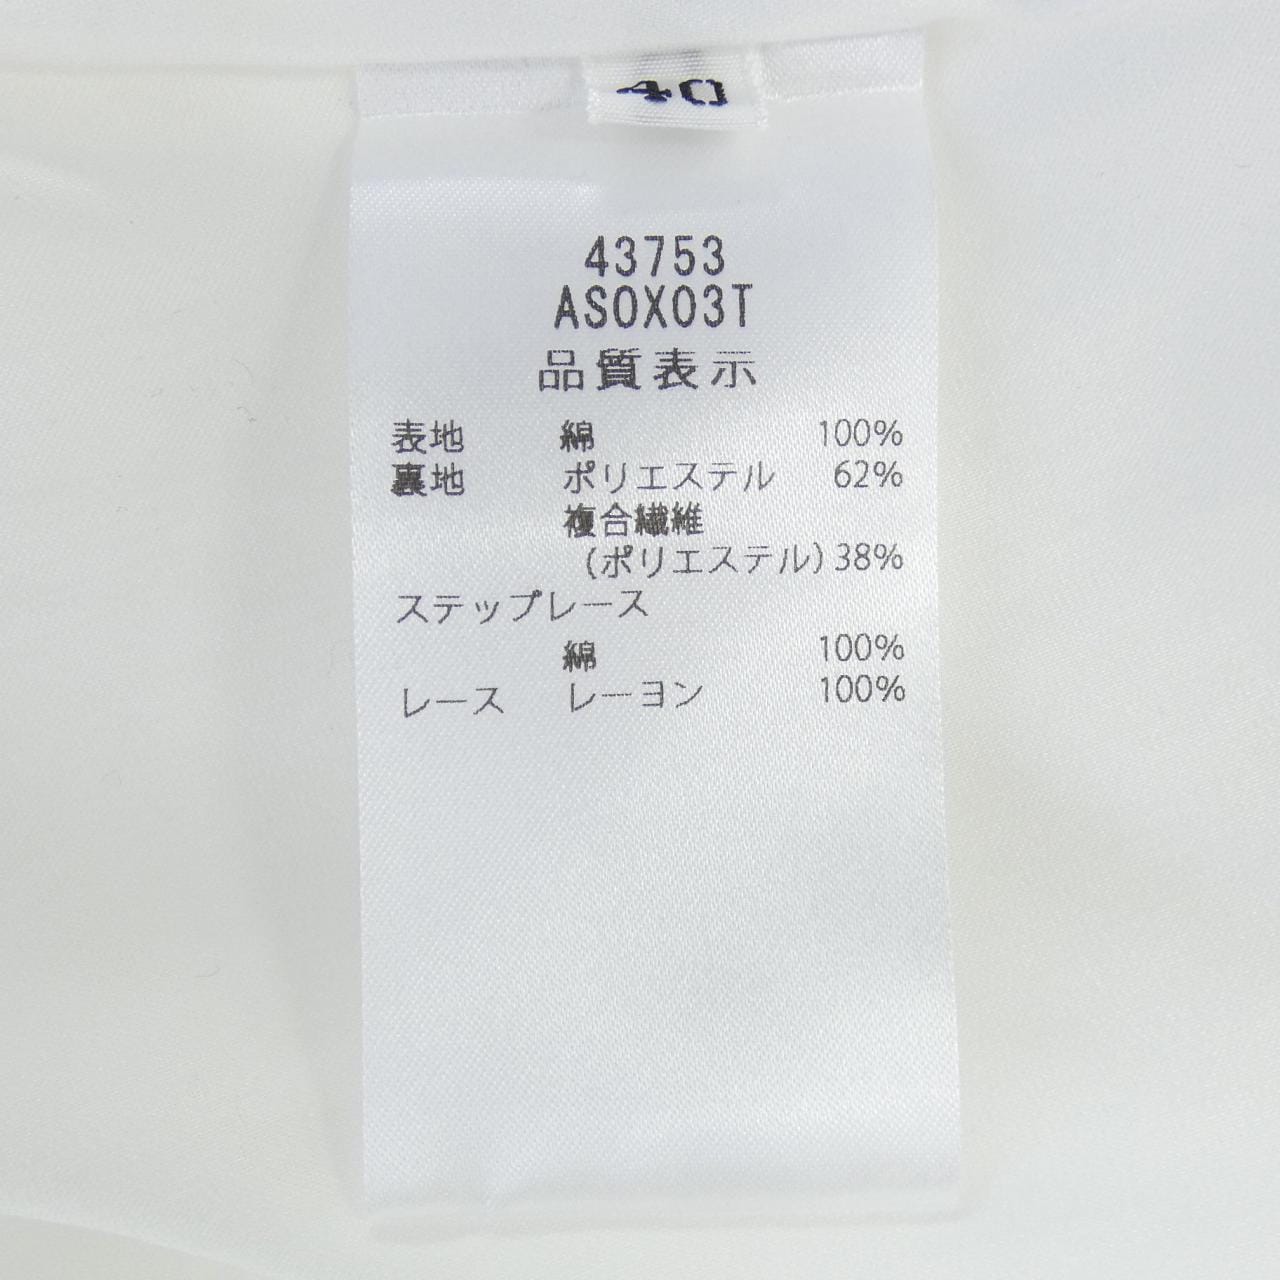 40
43753
ASOX03T
品質表示
表地 綿 100%
裏地 ポリエステル 62%
複合繊維
(ポリエステル) 38%
ステップレース
綿 100%
レース レーヨン 100%